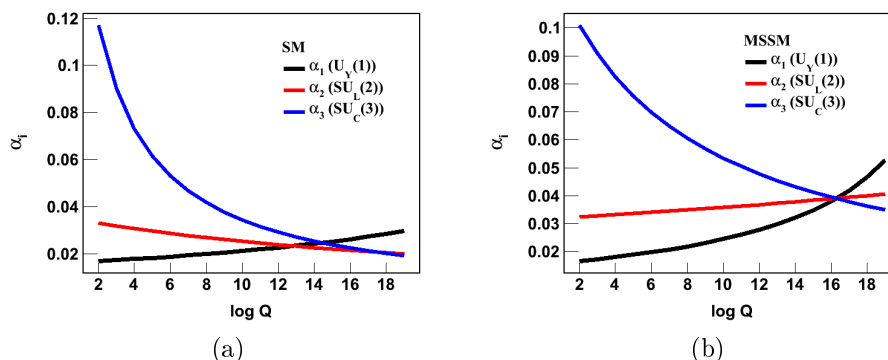 0.12
0.1
0.08
0.06
0.04
0.02
α_i
SM
α_1 (U_Y(1))
α_2 (SU_L(2))
α_3 (SU_C(3))
2 4 6 8 10 12 14 16 18
log Q
(a)
0.1
0.09
0.08
0.07
0.06
0.05
0.04
0.03
0.02
α_i
MSSM
α_1 (U_Y(1))
α_2 (SU_L(2))
α_3 (SU_C(3))
2 4 6 8 10 12 14 16 18
log Q
(b)